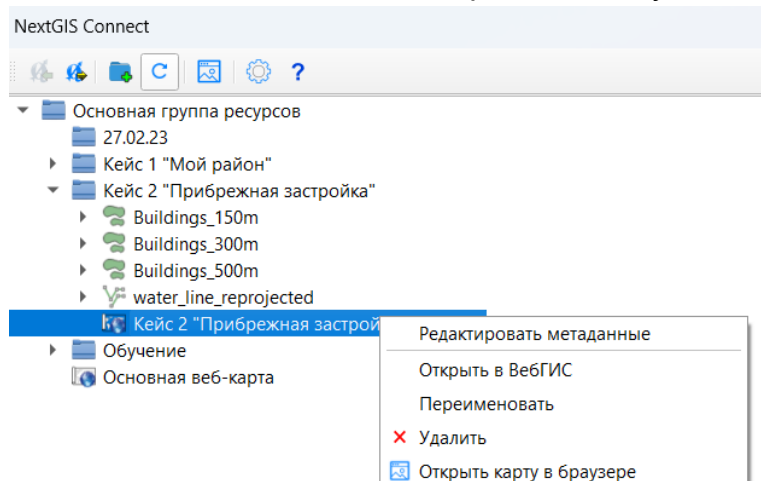 NextGIS Connect
?
Основная группа ресурсов
27.02.23
Кейс 1 "Мой район"
Кейс 2 "Прибрежная застройка"
Buildings_150m
Buildings_300m
Buildings_500m
water_line_reprojected
Кейс 2 "Прибрежная застрой
Обучение
Основная веб-карта
Редактировать метаданные
Открыть в ВебГИС
Переименовать
Удалить
Открыть карту в браузере